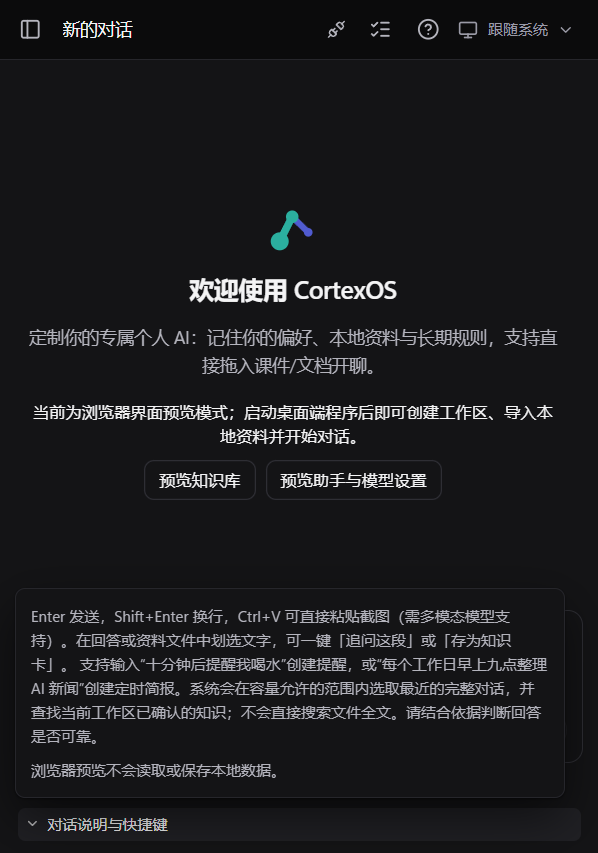 新的对话
跟随系统
欢迎使用 CortexOS
定制你的专属个人 AI：记住你的偏好、本地资料与长期规则，支持直
接拖入课件/文档开聊。
当前为浏览器界面预览模式；启动桌面端程序后即可创建工作区、导入本
地资料并开始对话。
预览知识库
预览助手与模型设置
Enter 发送，Shift+Enter 换行，Ctrl+V 可直接粘贴截图（需多模态模型支
持）。在回答或资料文件中划选文字，可一键「追问这段」或「存为知识
卡」。 支持输入“十分钟后提醒我喝水”创建提醒，或“每个工作日早上九点整理
AI 新闻”创建定时简报。系统会在容量允许的范围内选取最近的完整对话，并
查找当前工作区已确认的知识；不会直接搜索文件全文。请结合依据判断回答
是否可靠。
浏览器预览不会读取或保存本地数据。
对话说明与快捷键